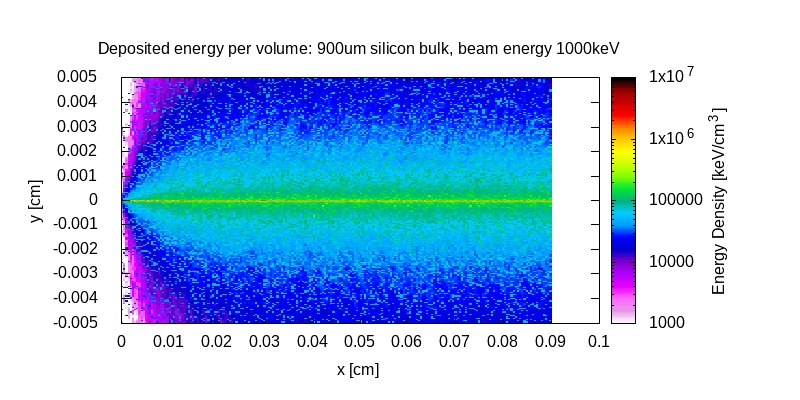 Deposited energy per volume: 900um silicon bulk, beam energy 1000keV
0.005
0.004
0.003
0.002
0.001
0
-0.001
-0.002
-0.003
-0.004
-0.005
y [cm]
0 0.01 0.02 0.03 0.04 0.05 0.06 0.07 0.08 0.09 0.1
x [cm]
1x10^7
1x10^6
100000
10000
1000
Energy Density [keV/cm^3]